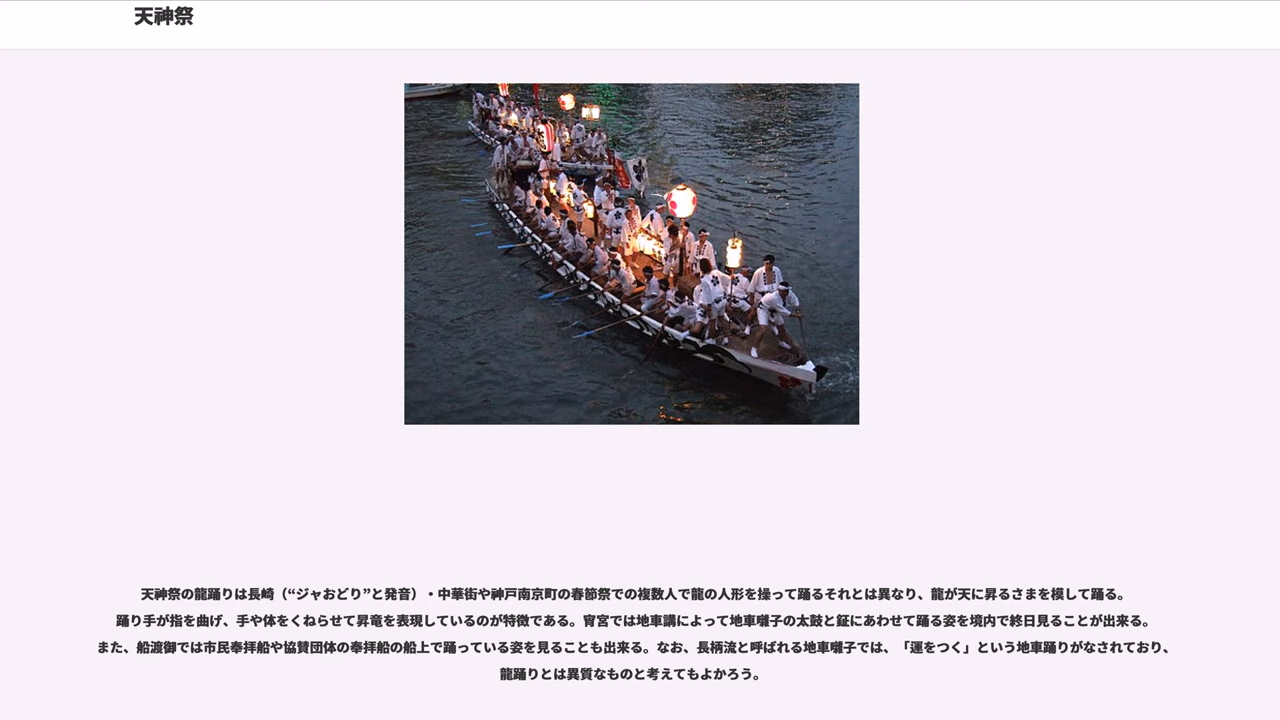 天神祭
天神祭の龍踊りは長崎（“ジャおどり”と発音）・中華街や神戸南京町の春節祭での複数人で龍の人形を操って踊るそれとは異なり、龍が天に昇るさまを模して踊る。
踊り手が指を曲げ、手や体をくねらせて昇竜を表現しているのが特徴である。宵宮では地車講によって地車囃子の太鼓と鉦にあわせて踊る姿を境内で終日見ることが出来る。
また、船渡御では市民奉拝船や協賛団体の奉拝船の船上で踊っている姿を見ることも出来る。なお、長柄流と呼ばれる地車囃子では、「運をつく」という地車踊りがなされており、
龍踊りとは異質なものと考えてもよかろう。